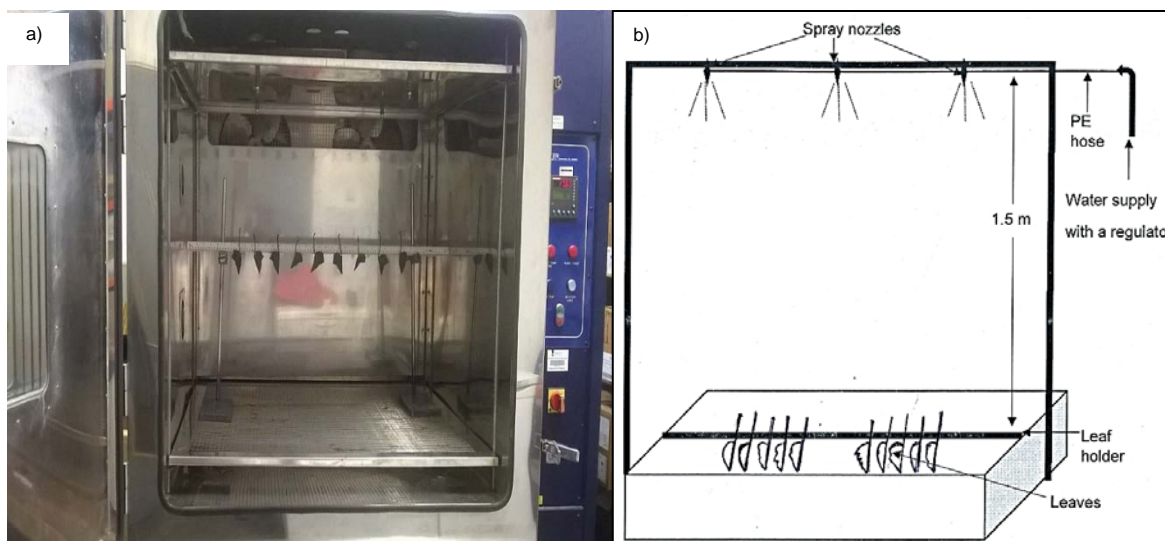 a)
b)
Spray nozzles
PE
hose
Water supply
with a regulato
1.5 m
Leaf
holder
Leaves